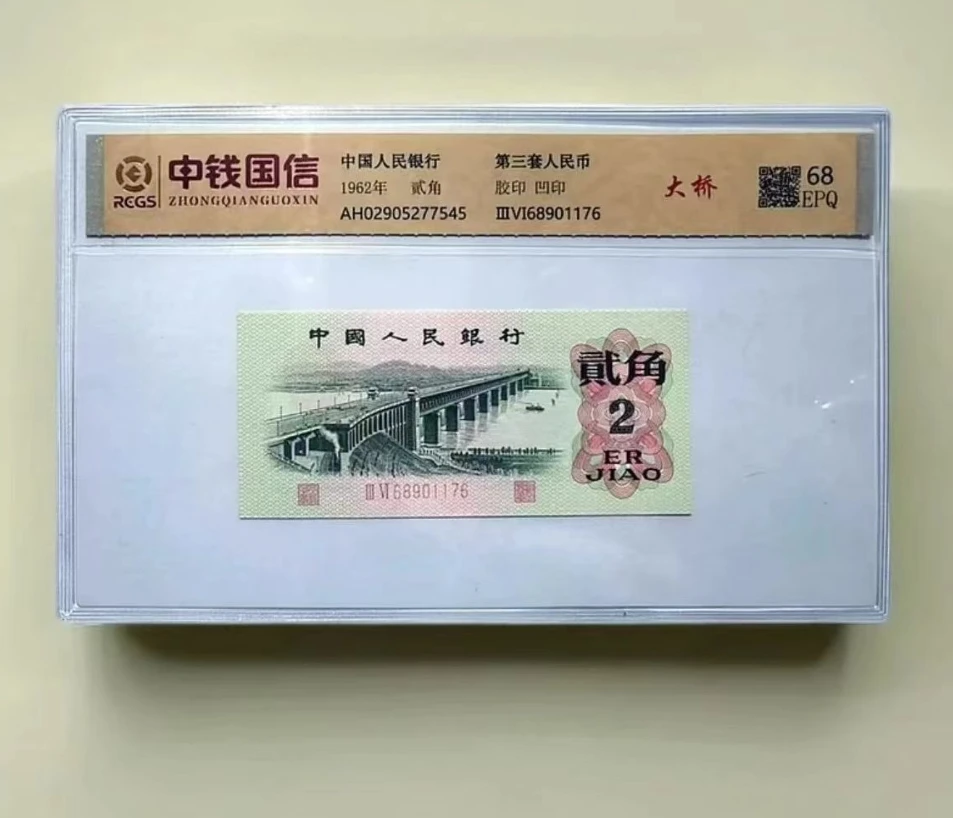 中钱国信
RCGS ZHONGQIANGUOXIN
中国人民银行 第三套人民币
1962年 贰角 胶印 凹印
AH02905277545 ⅢⅥ68901176
大桥
68
EPQ
中國人民銀行
貳角
2
ER
JIAO
ⅢⅥ68901176